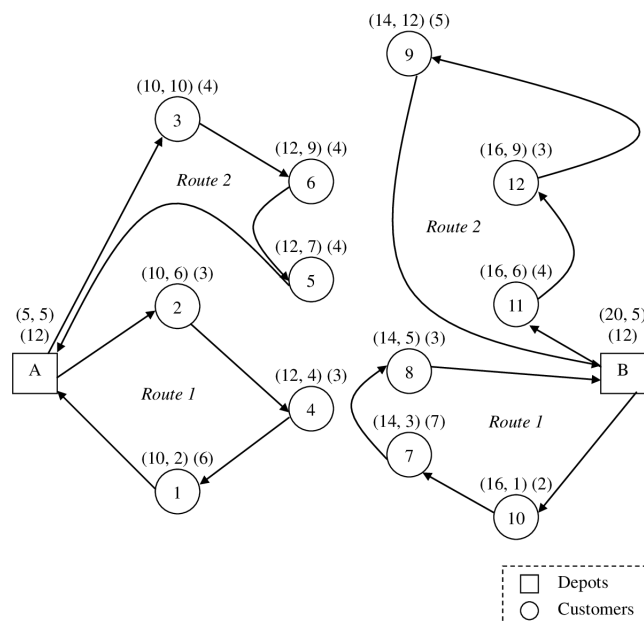 (14, 12) (5)
9
(10, 10) (4)
3
(12, 9) (4)
6
Route 2
(16, 9) (3)
12
Route 2
(12, 7) (4)
5
(10, 6) (3)
2
(16, 6) (4)
11
(5, 5)
(12)
A
(20, 5)
(12)
B
(14, 5) (3)
8
(12, 4) (3)
4
Route 1
(14, 3) (7)
7
Route 1
(10, 2) (6)
1
(16, 1) (2)
10
Depots
Customers